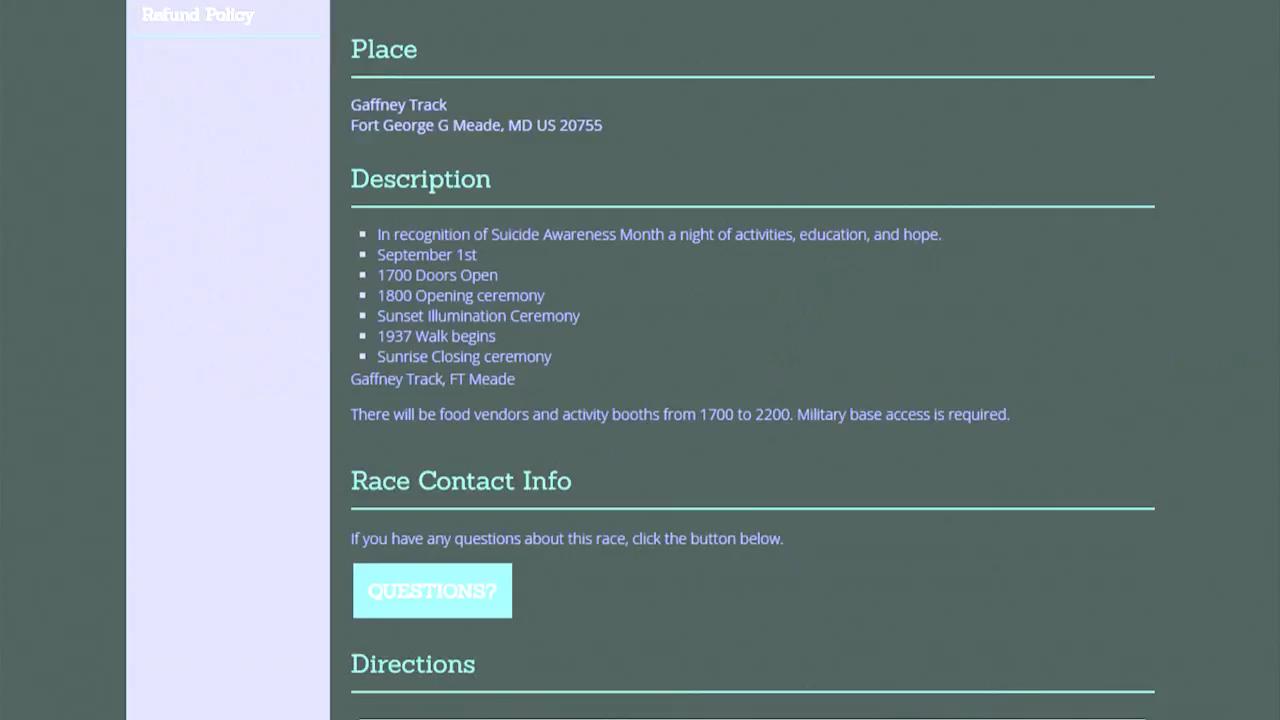 Refund Policy
Place
Gaffney Track
Fort George G Meade, MD US 20755
Description
In recognition of Suicide Awareness Month a night of activities, education, and hope.
September 1st
1700 Doors Open
1800 Opening ceremony
Sunset Illumination Ceremony
1937 Walk begins
Sunrise Closing ceremony
Gaffney Track, FT Meade
There will be food vendors and activity booths from 1700 to 2200. Military base access is required.
Race Contact Info
If you have any questions about this race, click the button below.
QUESTIONS?
Directions